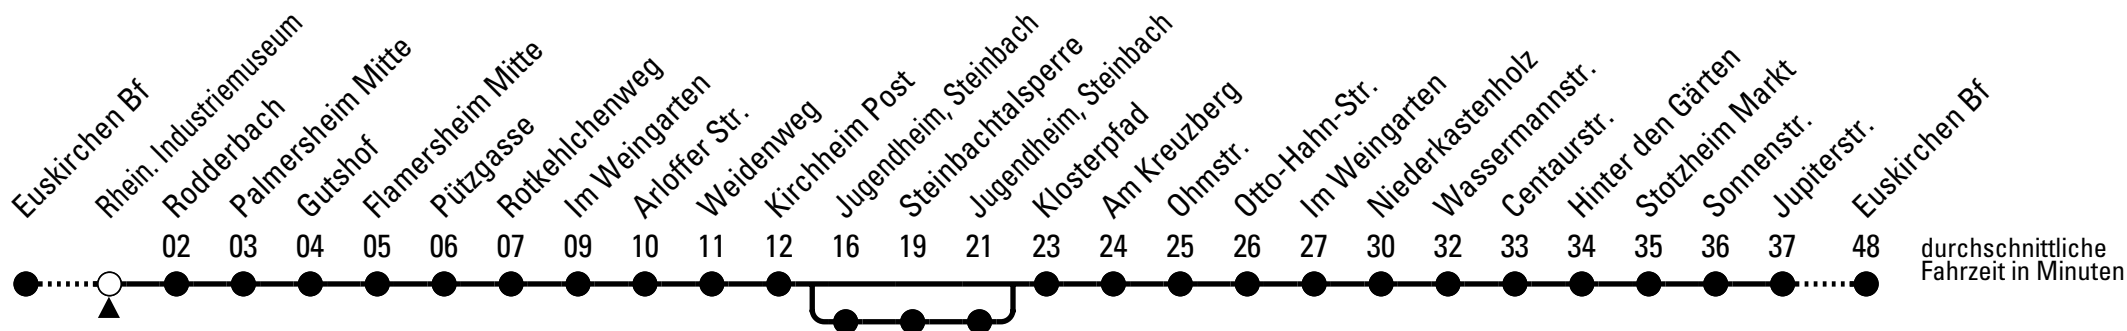 Euskirchen Bf
Rhein. Industriemuseum
Rodderbach
Palmersheim Mitte
Gutshof
Flamersheim Mitte
Pützgasse
Rotkehlchenweg
Im Weingarten
Arloffer Str.
Weidenweg
Kirchheim Post
Jugendheim, Steinbach
Steinbachtalsperre
Jugendheim, Steinbach
Klosterpfad
Am Kreuzberg
Ohmstr.
Otto-Hahn-Str.
Im Weingarten
Niederkastenholz
Wassermannstr.
Centaurstr.
Hinter den Gärten
Stotzheim Markt
Sonnenstr.
Jupiterstr.
Euskirchen Bf
02 03 04 05 06 07 09 10 11 12 16 19 21 23 24 25 26 27 30 32 33 34 35 36 37 48
durchschnittliche
Fahrzeit in Minuten